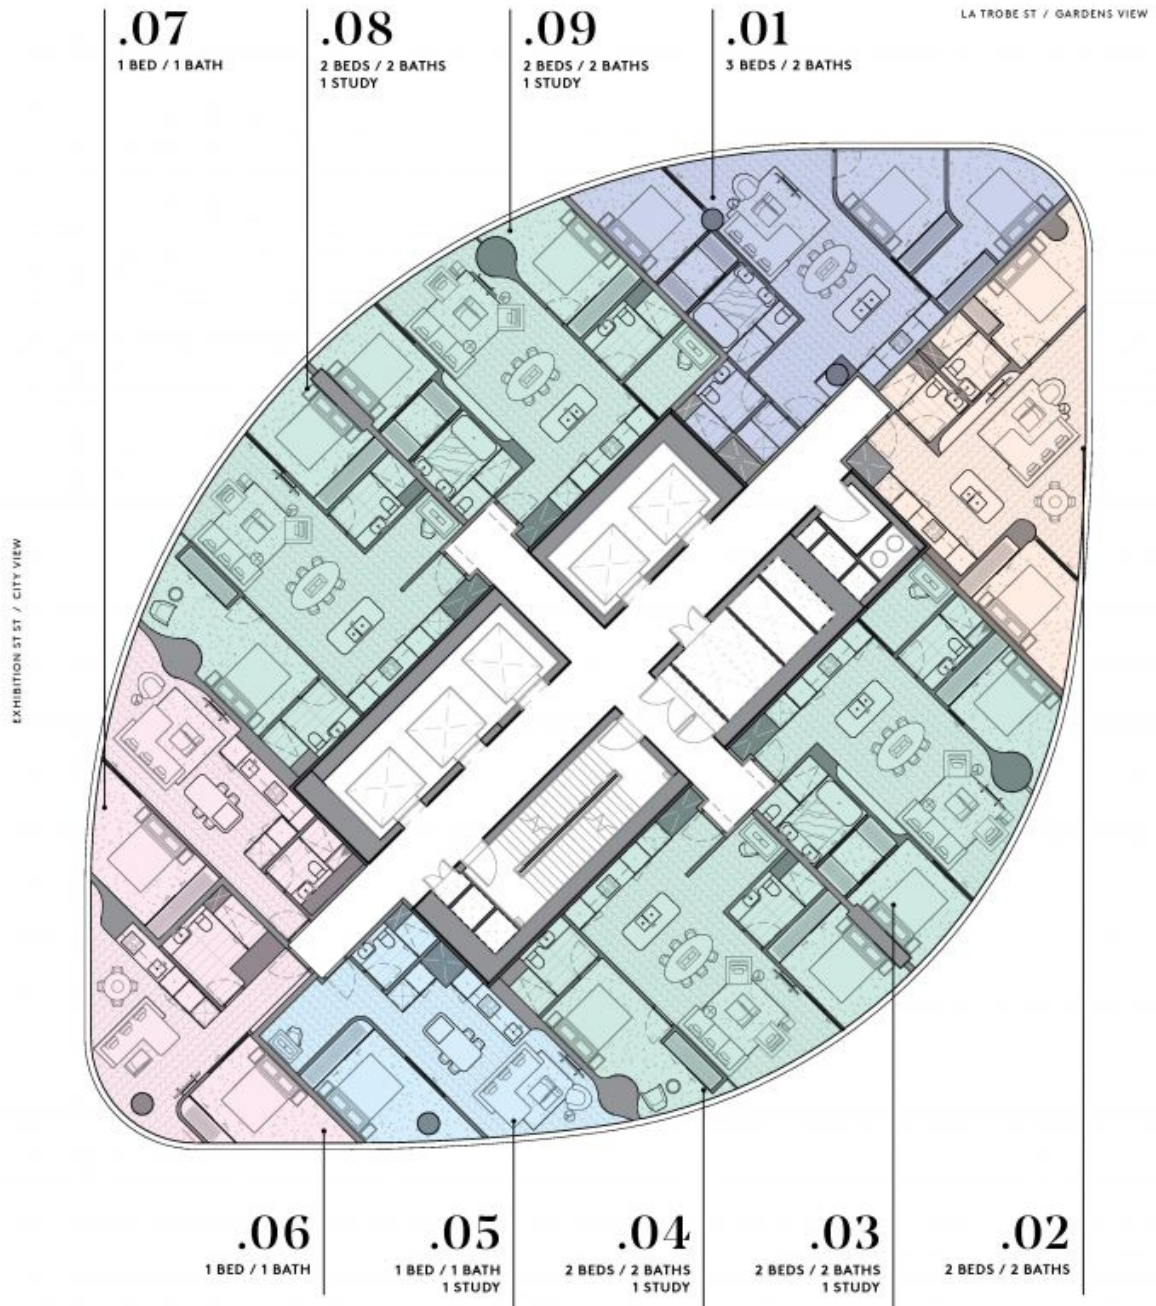 .07
1 BED / 1 BATH
.08
2 BEDS / 2 BATHS
1 STUDY
.09
2 BEDS / 2 BATHS
1 STUDY
.01
3 BEDS / 2 BATHS
LA TROBE ST / GARDENS VIEW
EXHIBITION ST ST / CITY VIEW
.06
1 BED / 1 BATH
.05
1 BED / 1 BATH
1 STUDY
.04
2 BEDS / 2 BATHS
1 STUDY
.03
2 BEDS / 2 BATHS
1 STUDY
.02
2 BEDS / 2 BATHS